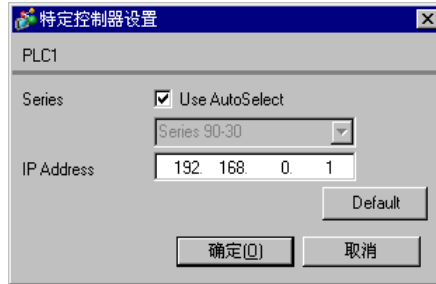 特定控制器设置
PLC1
Series
Use AutoSelect
Series 90-30
IP Address
192. 168. 0. 1
Default
确定(O)
取消